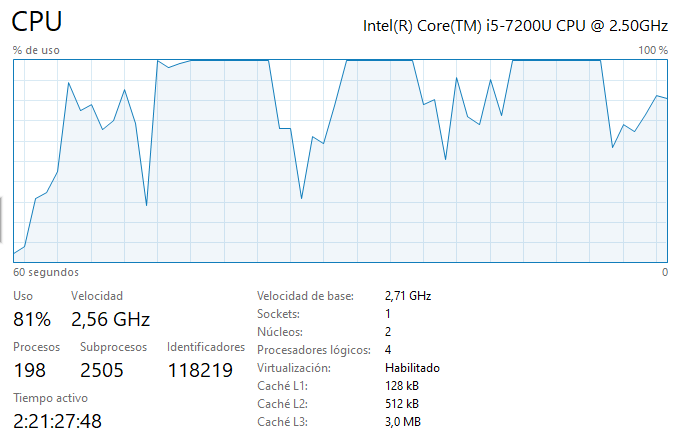 CPU
Intel(R) Core(TM) i5-7200U CPU @ 2.50GHz
% de uso
100 %
60 segundos
0
Uso
Velocidad
81%
2,56 GHz
Procesos
Subprocesos
Identificadores
198
2505
118219
Tiempo activo
2:21:27:48
Velocidad de base: 2,71 GHz
Sockets: 1
Núcleos: 2
Procesadores lógicos: 4
Virtualización: Habilitado
Caché L1: 128 kB
Caché L2: 512 kB
Caché L3: 3,0 MB